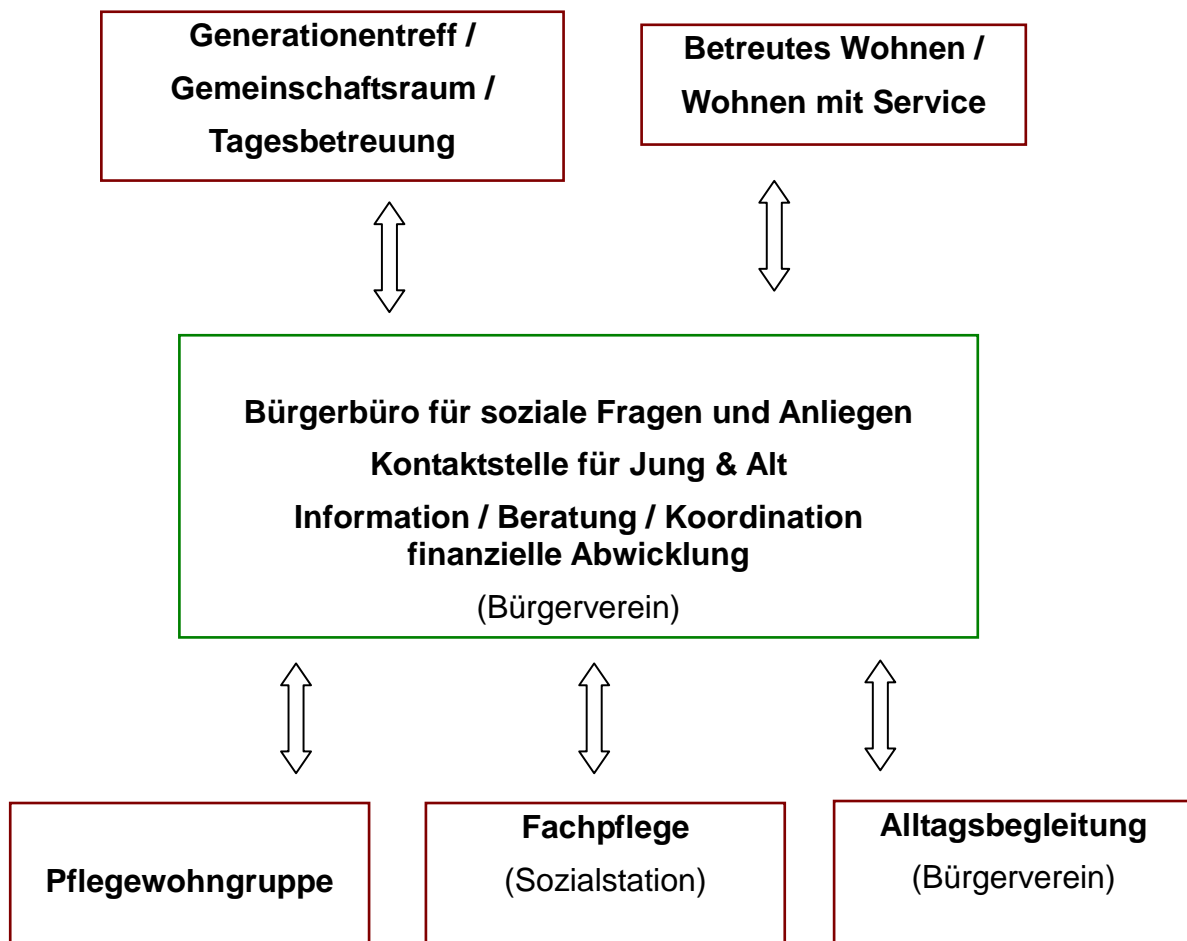 Generationentreff /
Gemeinschaftsraum /
Tagesbetreuung
Betreutes Wohnen /
Wohnen mit Service
Bürgerbüro für soziale Fragen und Anliegen
Kontaktstelle für Jung & Alt
Information / Beratung / Koordination
finanzielle Abwicklung
(Bürgerverein)
Pflegewohngruppe
Fachpflege
(Sozialstation)
Alltagsbegleitung
(Bürgerverein)